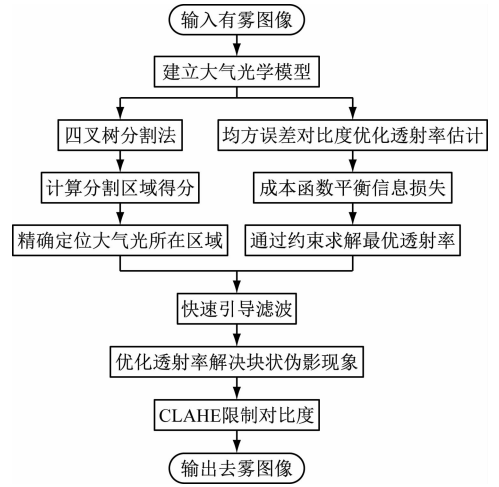 输入有雾图像
建立大气光学模型
四叉树分割法
均方误差对比度优化透射率估计
计算分割区域得分
成本函数平衡信息损失
精确定位大气光所在区域
通过约束求解最优透射率
快速引导滤波
优化透射率解决块状伪影现象
CLAHE限制对比度
输出去雾图像